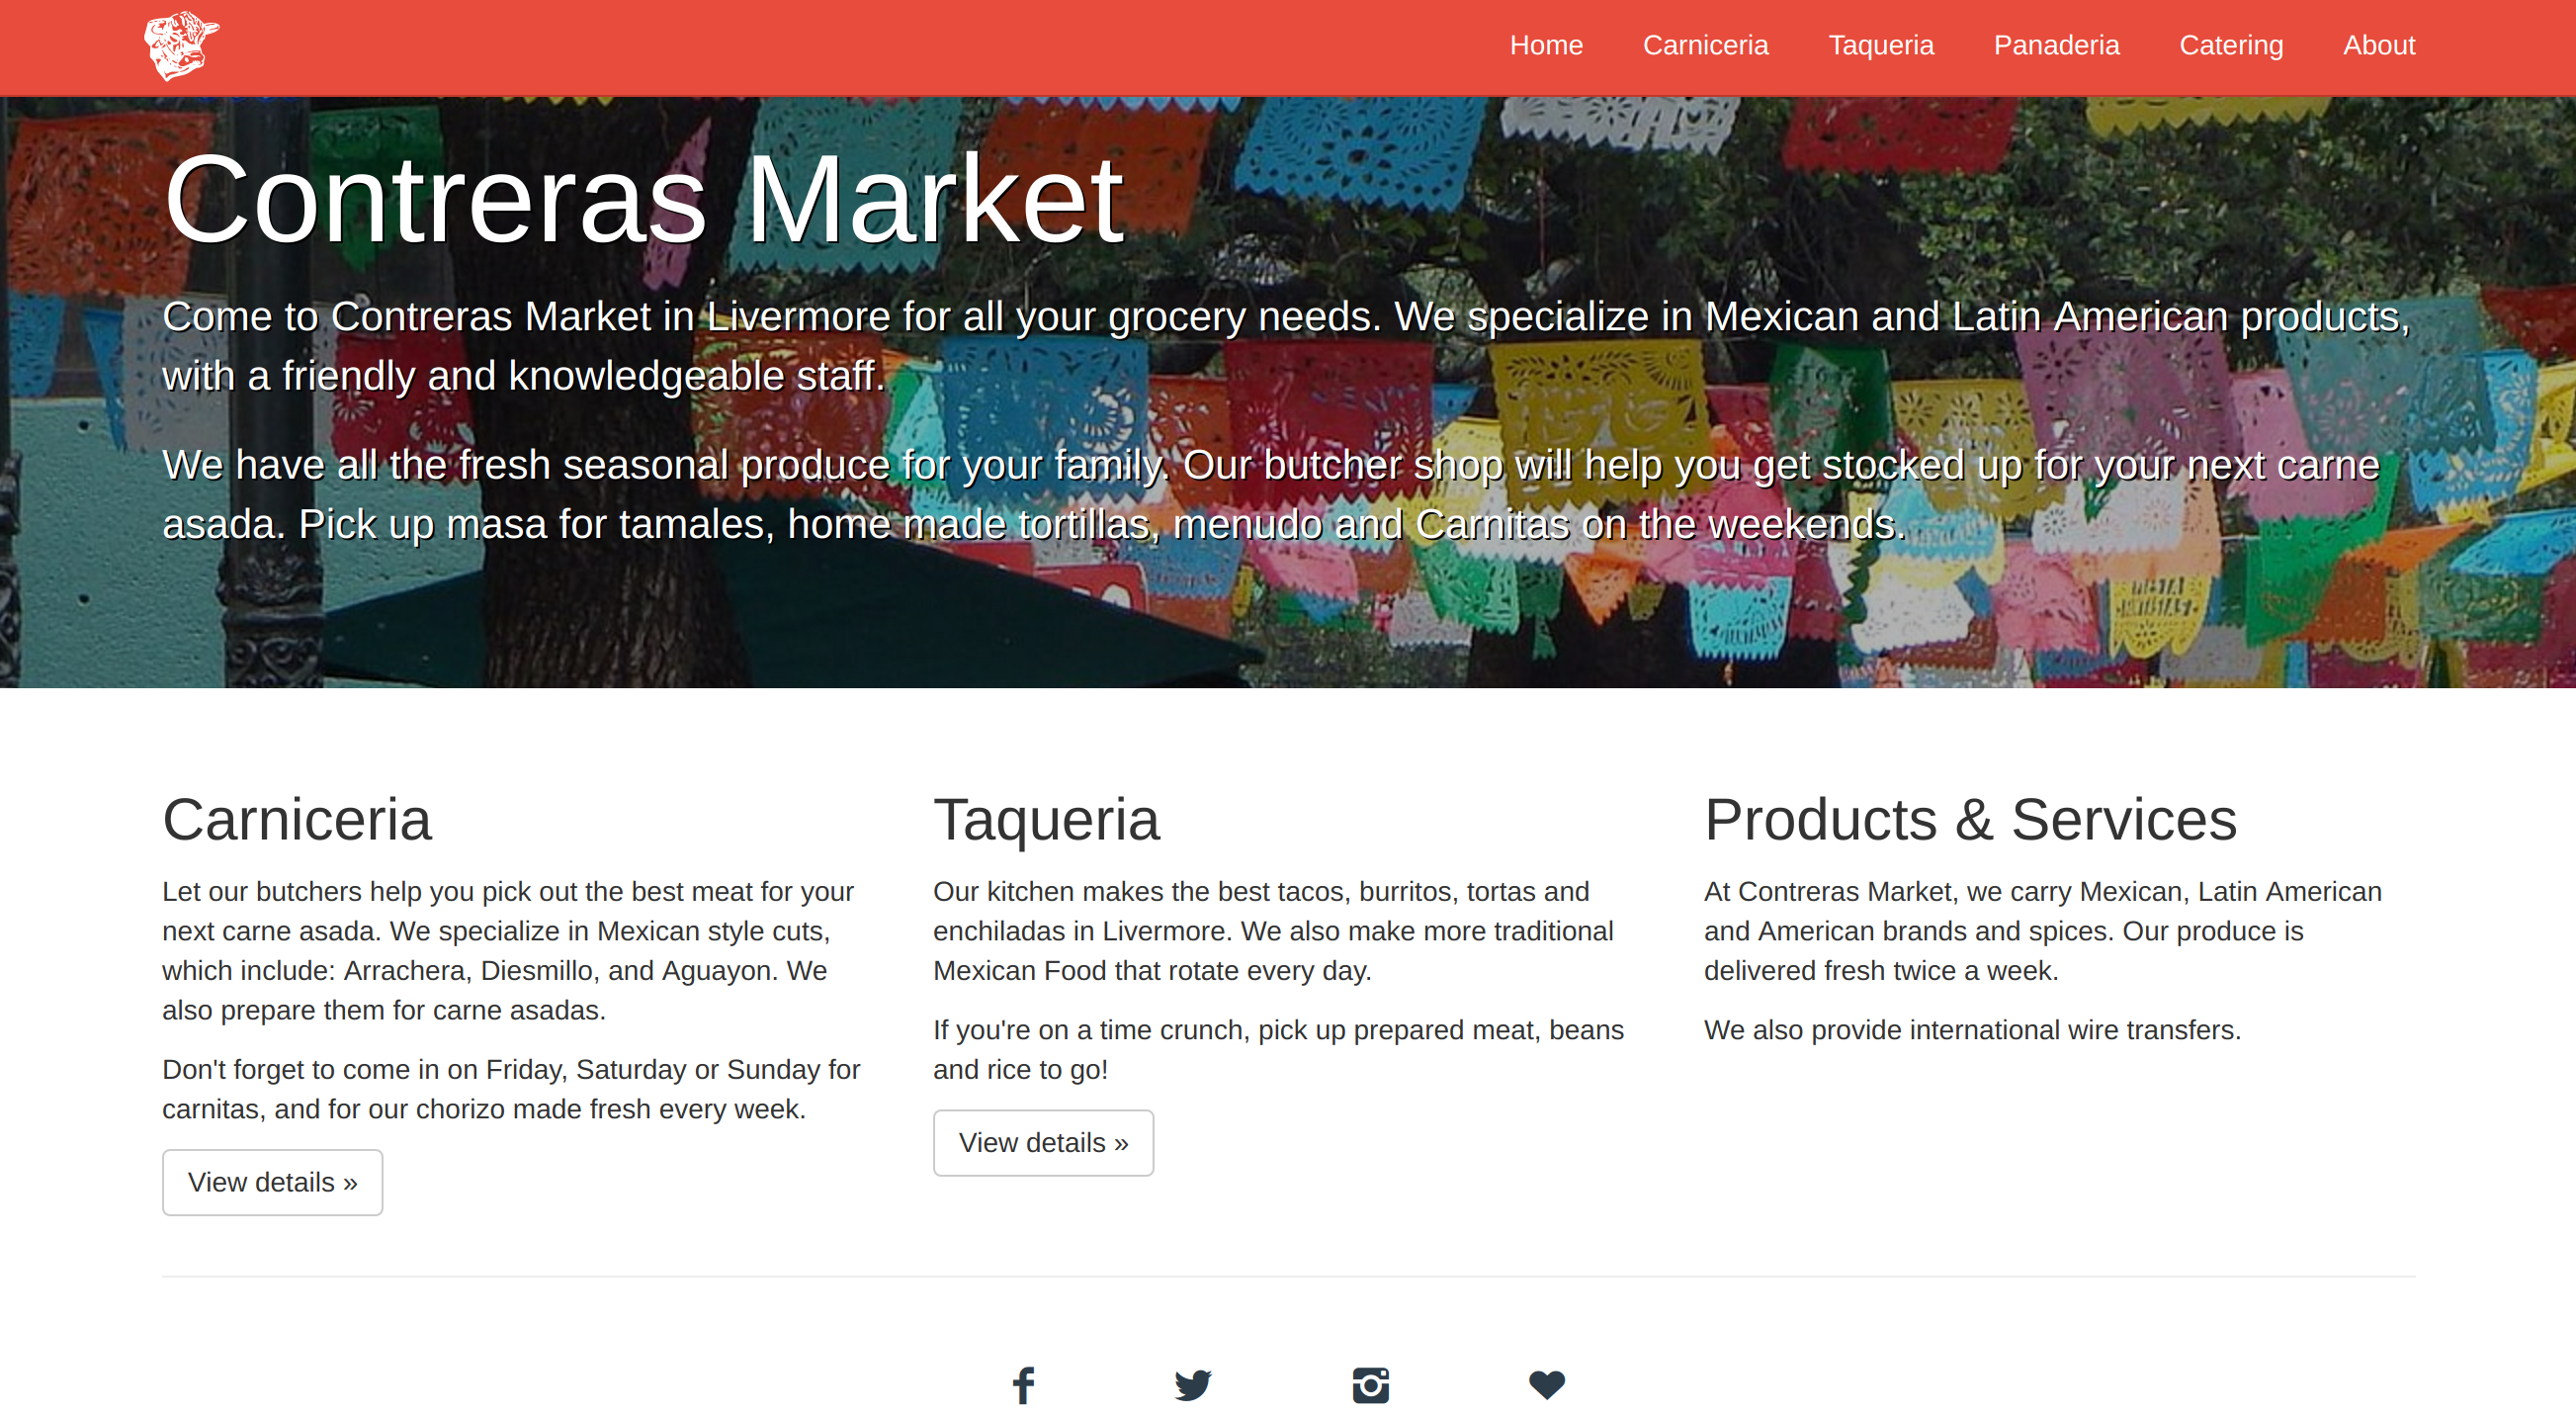 Home Carniceria Taqueria Panaderia Catering About
Contreras Market
Come to Contreras Market in Livermore for all your grocery needs. We specialize in Mexican and Latin American products,
with a friendly and knowledgeable staff.
We have all the fresh seasonal produce for your family. Our butcher shop will help you get stocked up for your next carne
asada. Pick up masa for tamales, home made tortillas, menudo and Carnitas on the weekends.
Carniceria
Let our butchers help you pick out the best meat for your
next carne asada. We specialize in Mexican style cuts,
which include: Arrachera, Diesmillo, and Aguayon. We
also prepare them for carne asadas.
Don't forget to come in on Friday, Saturday or Sunday for
carnitas, and for our chorizo made fresh every week.
View details »
Taqueria
Our kitchen makes the best tacos, burritos, tortas and
enchiladas in Livermore. We also make more traditional
Mexican Food that rotate every day.
If you're on a time crunch, pick up prepared meat, beans
and rice to go!
View details »
Products & Services
At Contreras Market, we carry Mexican, Latin American
and American brands and spices. Our produce is
delivered fresh twice a week.
We also provide international wire transfers.